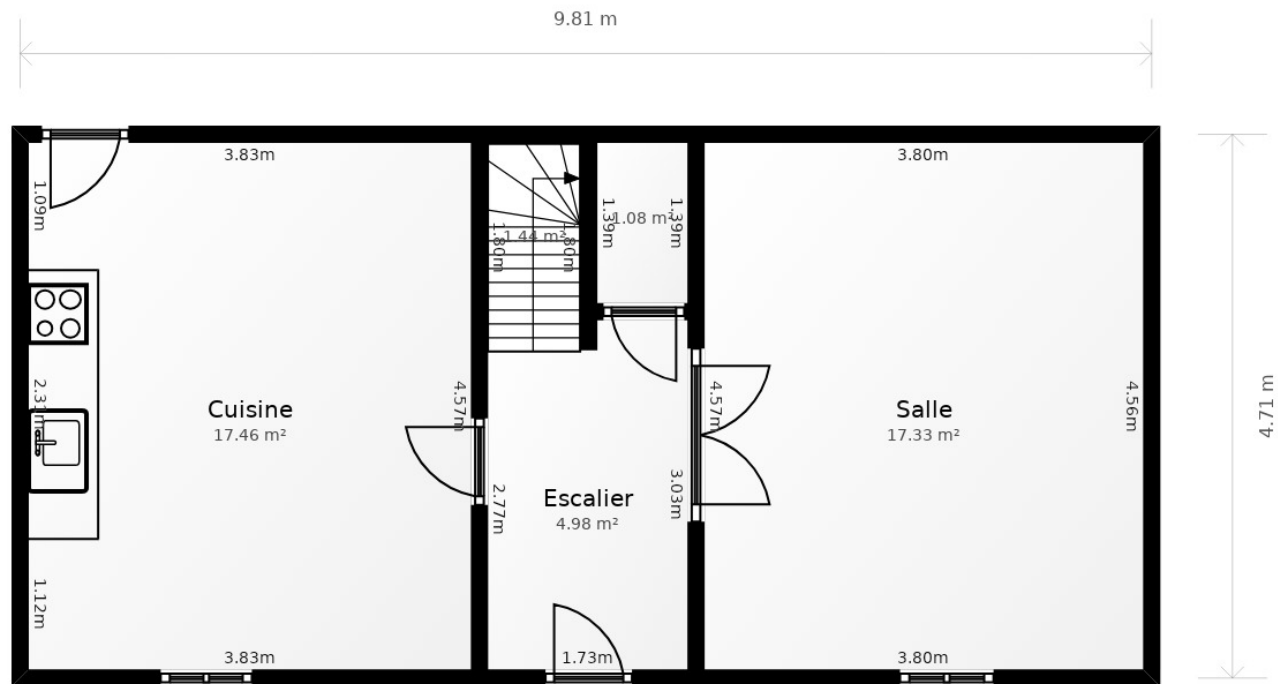 9.81 m
3.83m
3.80m
1.09m
1.80m
1.44 m²
1.80m
1.39m
1.08 m²
1.39m
4.71 m
2.31m
4.57m
4.57m
4.56m
Cuisine
17.46 m²
Salle
17.33 m²
2.77m
Escalier
4.98 m²
3.03m
1.12m
3.83m
1.73m
3.80m